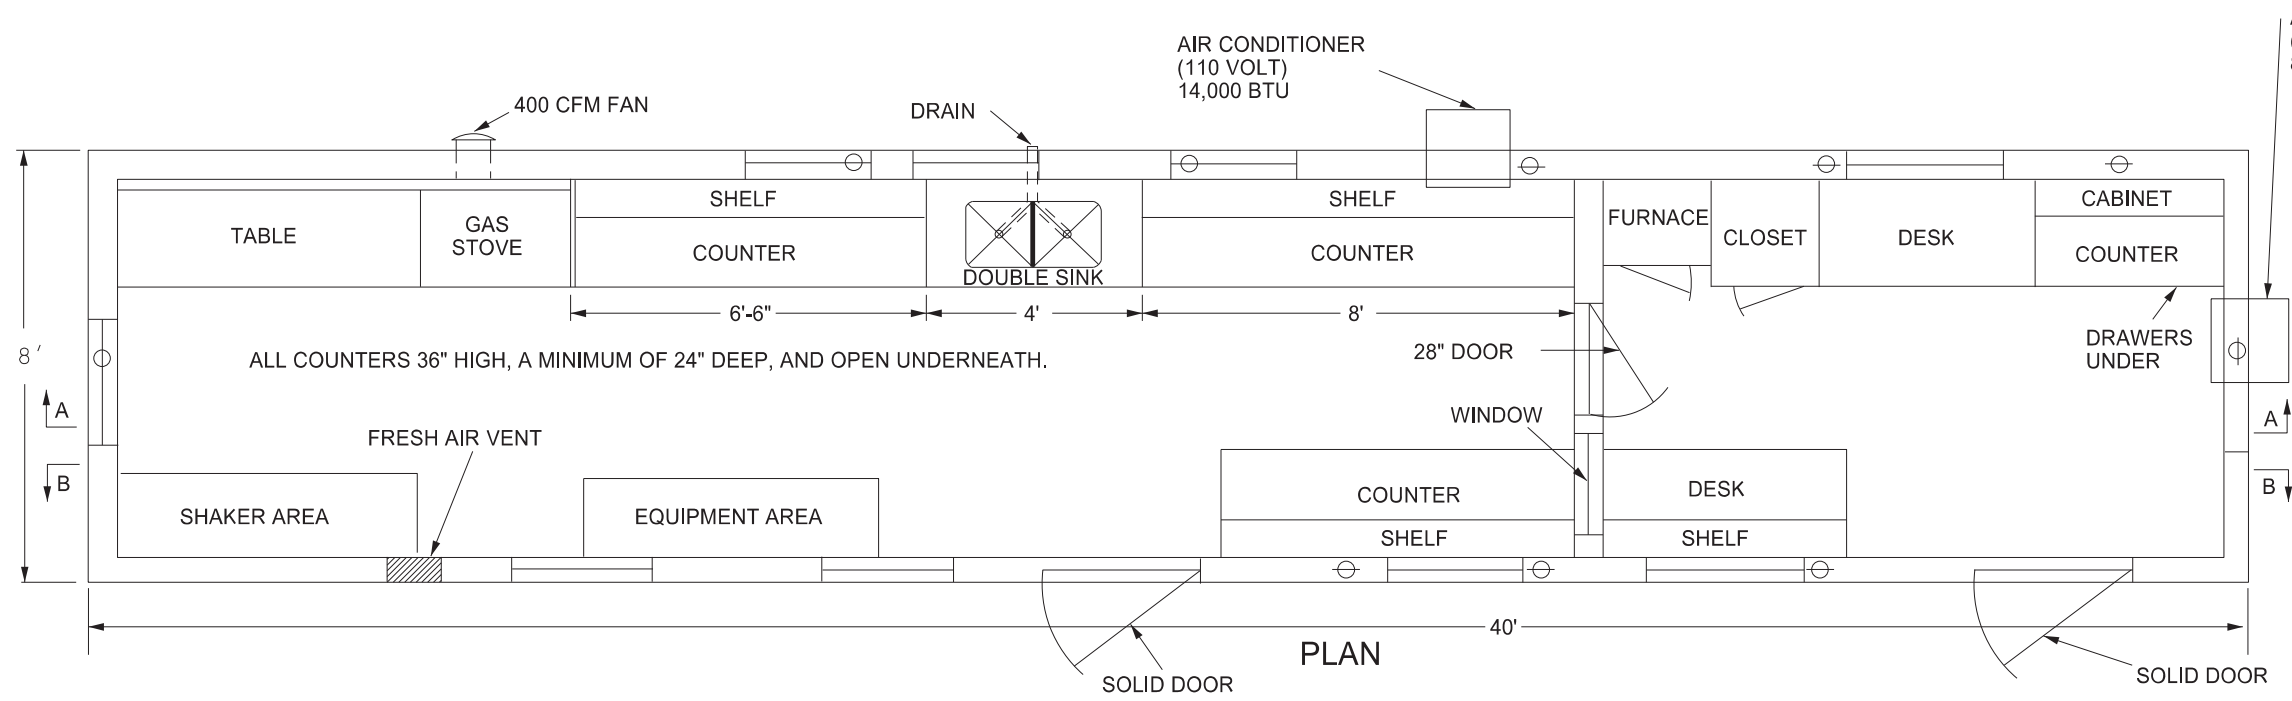 AIR CONDITIONER
(110 VOLT)
14,000 BTU
400 CFM FAN
DRAIN
SHELF
SHELF
CABINET
TABLE
GAS
STOVE
COUNTER
DOUBLE SINK
COUNTER
FURNACE
CLOSET
DESK
COUNTER
6'-6"
4'
8'
8'
ALL COUNTERS 36" HIGH, A MINIMUM OF 24" DEEP, AND OPEN UNDERNEATH.
28" DOOR
DRAWERS
UNDER
A
A
FRESH AIR VENT
WINDOW
B
B
SHAKER AREA
EQUIPMENT AREA
COUNTER
SHELF
DESK
SHELF
40'
PLAN
SOLID DOOR
SOLID DOOR